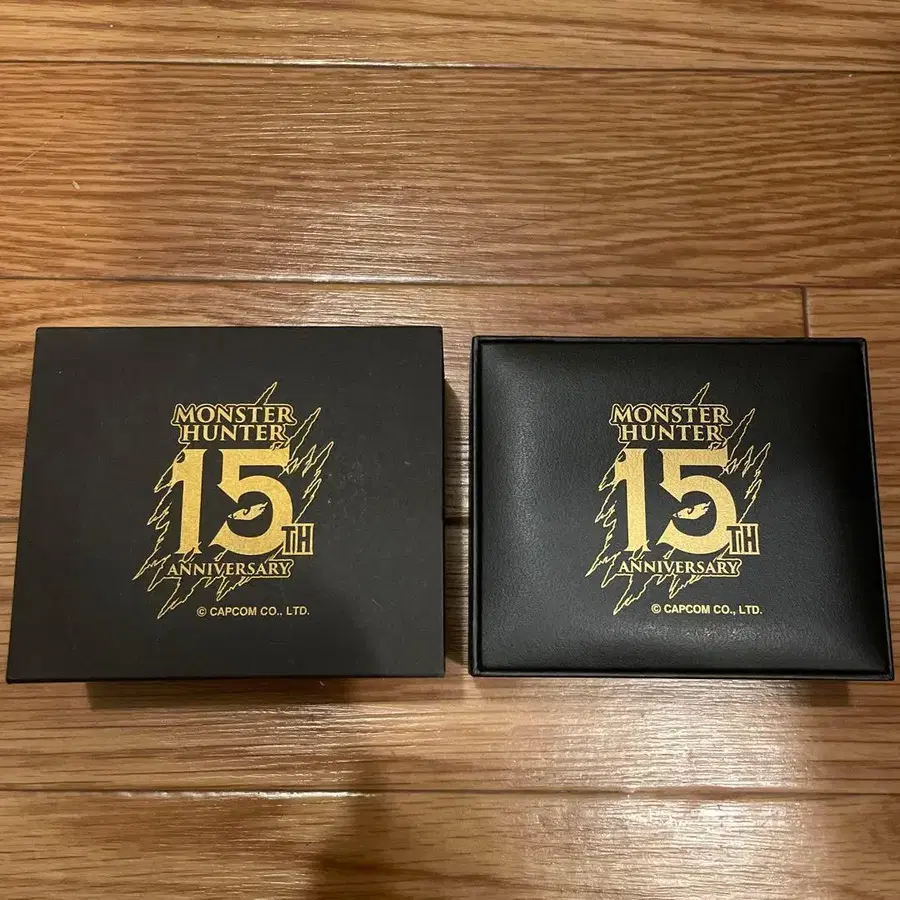 MONSTER
HUNTER
15TH
ANNIVERSARY
© CAPCOM CO., LTD.
MONSTER
HUNTER
15TH
ANNIVERSARY
© CAPCOM CO., LTD.